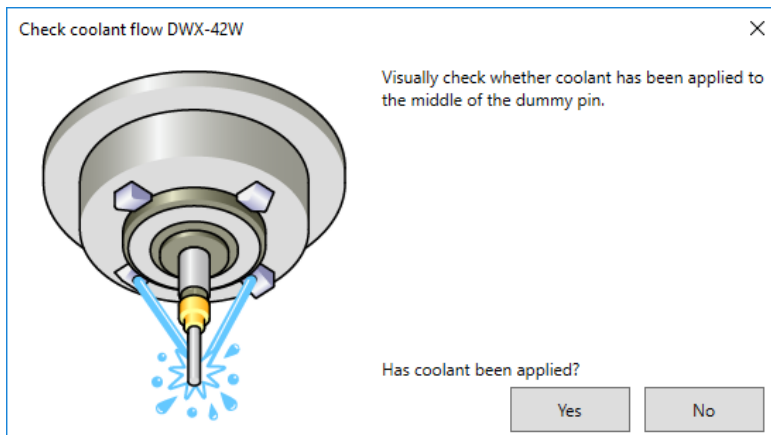 Check coolant flow DWX-42W
Visually check whether coolant has been applied to
the middle of the dummy pin.
Has coolant been applied?
Yes
No